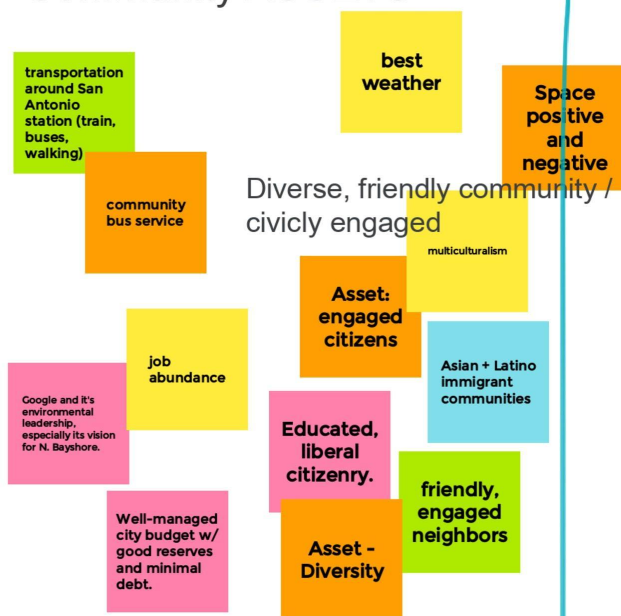 transportation
around San
Antonio
station (train,
buses,
walking)
best
weather
Space
positive
and
negative
community
bus service
Diverse, friendly community /
civicly engaged
multiculturalism
Asset:
engaged
citizens
job
abundance
Asian + Latino
immigrant
communities
Google and it's
environmental
leadership,
especially its vision
for N. Bayshore.
Educated,
liberal
citizenry.
friendly,
engaged
neighbors
Well-managed
city budget w/
good reserves
and minimal
debt.
Asset -
Diversity